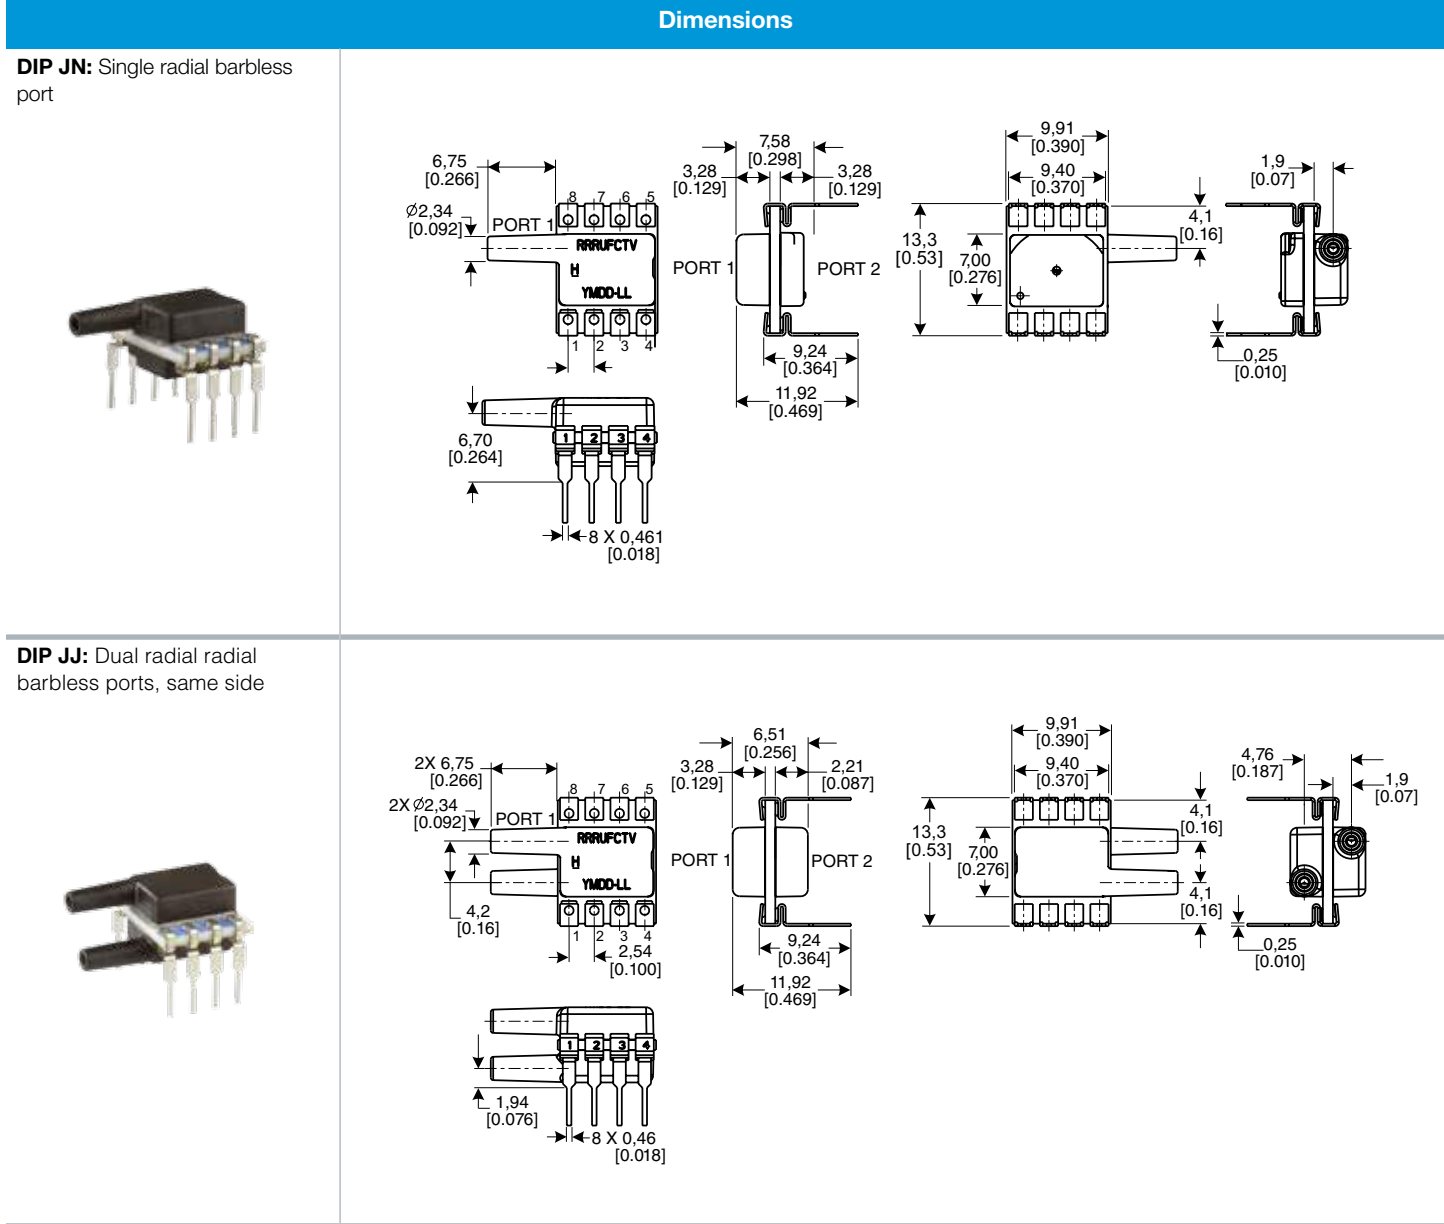 Dimensions
DIP JN: Single radial barbless
port
7,58
[0.298]
9,91
[0.390]
6,75
[0.266]
3,28
[0.129]
3,28
[0.129]
9,40
[0.370]
1,9
[0.07]
8 7 6 5
Ø2,34
[0.092]
PORT 1
RRRUFCTV
H
YMDD-LL
PORT 1
PORT 2
13,3
[0.53]
7,00
[0.276]
4,1
[0.16]
1 2 3 4
9,24
[0.364]
0,25
[0.010]
11,92
[0.469]
6,70
[0.264]
1 2 3 4
8 X 0,461
[0.018]
DIP JJ: Dual radial radial
barbless ports, same side
6,51
[0.256]
9,91
[0.390]
2X 6,75
[0.266]
3,28
[0.129]
2,21
[0.087]
9,40
[0.370]
4,76
[0.187]
1,9
[0.07]
8 7 6 5
2X Ø2,34
[0.092]
PORT 1
RRRUFCTV
H
YMDD-LL
PORT 1
PORT 2
13,3
[0.53]
7,00
[0.276]
4,1
[0.16]
4,1
[0.16]
4,2
[0.16]
1 2 3 4
2,54
[0.100]
9,24
[0.364]
0,25
[0.010]
11,92
[0.469]
1 2 3 4
1,94
[0.076]
8 X 0,46
[0.018]